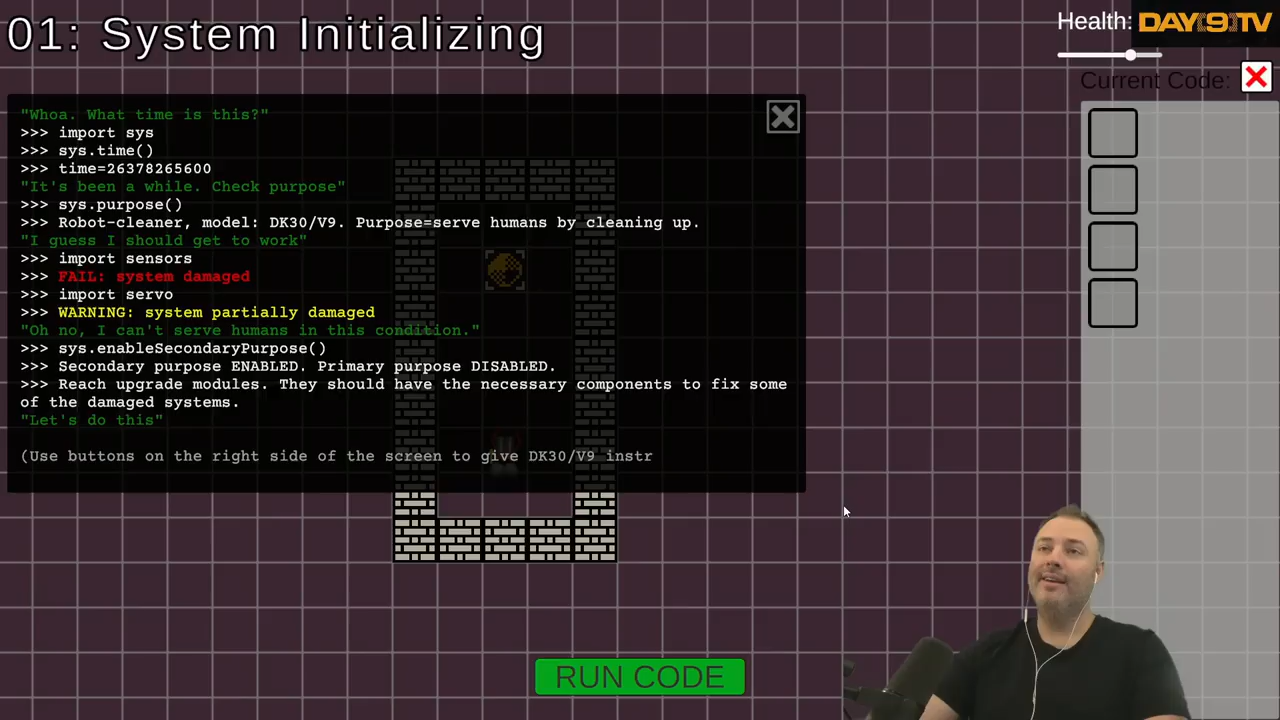 01: System Initializing
Health:
DAY[9]TV
Current Code:
"Whoa. What time is this?"
>>> import sys
>>> sys.time()
>>> time=26378265600
"It's been a while. Check purpose"
>>> sys.purpose()
>>> Robot-cleaner, model: DK30/V9. Purpose=serve humans by cleaning up.
"I guess I should get to work"
>>> import sensors
>>> FAIL: system damaged
>>> import servo
>>> WARNING: system partially damaged
"Oh no, I can't serve humans in this condition."
>>> sys.enableSecondaryPurpose()
>>> Secondary purpose ENABLED. Primary purpose DISABLED.
>>> Reach upgrade modules. They should have the necessary components to fix some
of the damaged systems.
"Let's do this"
(Use buttons on the right side of the screen to give DK30/V9 instr
RUN CODE